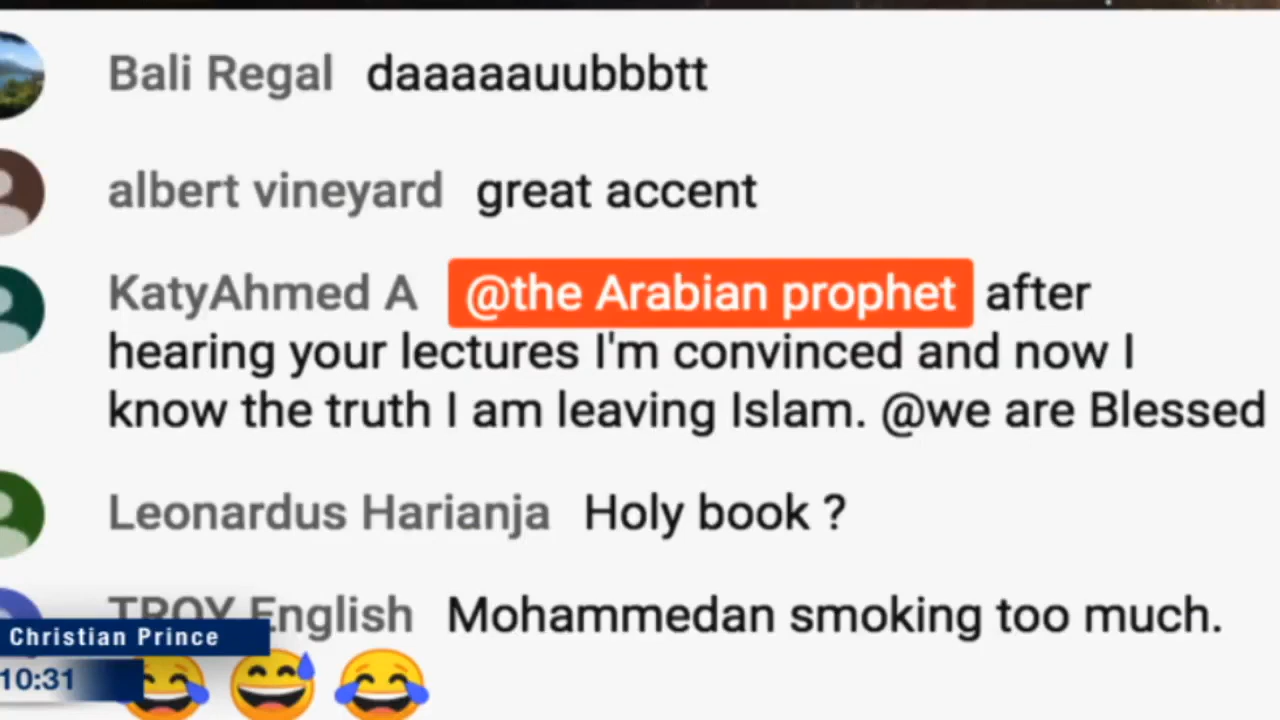 Bali Regal daaaaauubbbtt
albert vineyard great accent
KatyAhmed A @the Arabian prophet after
hearing your lectures I'm convinced and now I
know the truth I am leaving Islam. @we are Blessed
Leonardus Harianja Holy book ?
TROY English Mohammedan smoking too much.
Christian Prince
10:31